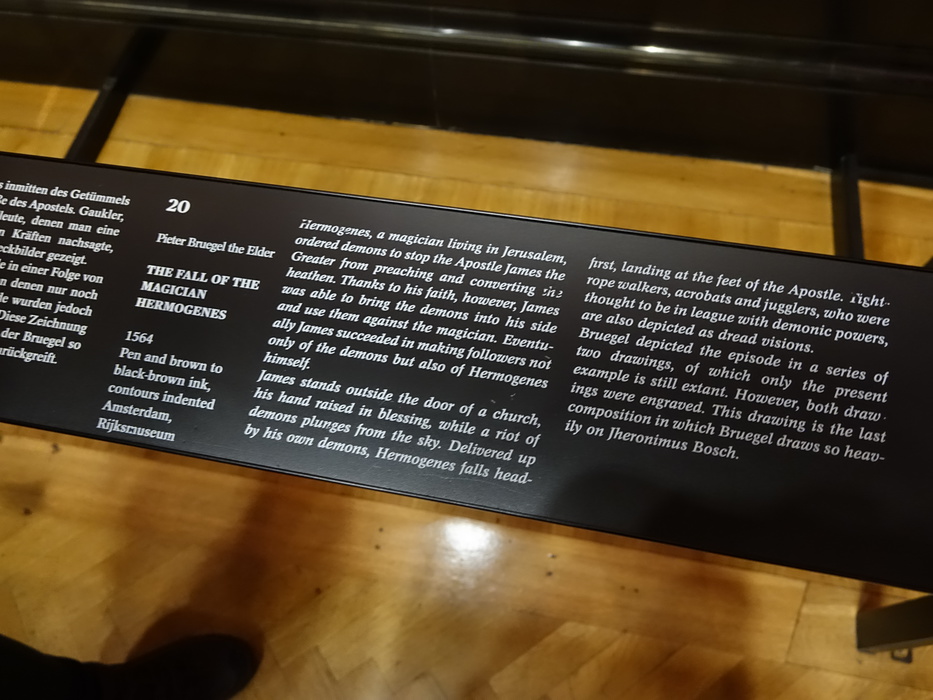 s inmitten des Getümmels
e des Apostels. Gaukler,
leute, denen man eine
n Kräften nachsagte,
eckbilder gezeigt.
e in einer Folge von
n denen nur noch
le wurden jedoch
Diese Zeichnung
der Bruegel so
rückgreift.
20
Pieter Bruegel the Elder
THE FALL OF THE
MAGICIAN
HERMOGENES
1564
Pen and brown to
black-brown ink,
contours indented
Amsterdam,
Rijksmuseum
Hermogenes, a magician living in Jerusalem,
ordered demons to stop the Apostle James the
Greater from preaching and converting the
heathen. Thanks to his faith, however, James
was able to bring the demons into his side
and use them against the magician. Eventu-
ally James succeeded in making followers not
only of the demons but also of Hermogenes
himself.
James stands outside the door of a church,
his hand raised in blessing, while a riot of
demons plunges from the sky. Delivered up
by his own demons, Hermogenes falls head-
first, landing at the feet of the Apostle. Tight-
rope walkers, acrobats and jugglers, who were
thought to be in league with demonic powers,
are also depicted as dread visions.
Bruegel depicted the episode in a series of
two drawings, of which only the present
example is still extant. However, both draw-
ings were engraved. This drawing is the last
composition in which Bruegel draws so heav-
ily on Jheronimus Bosch.